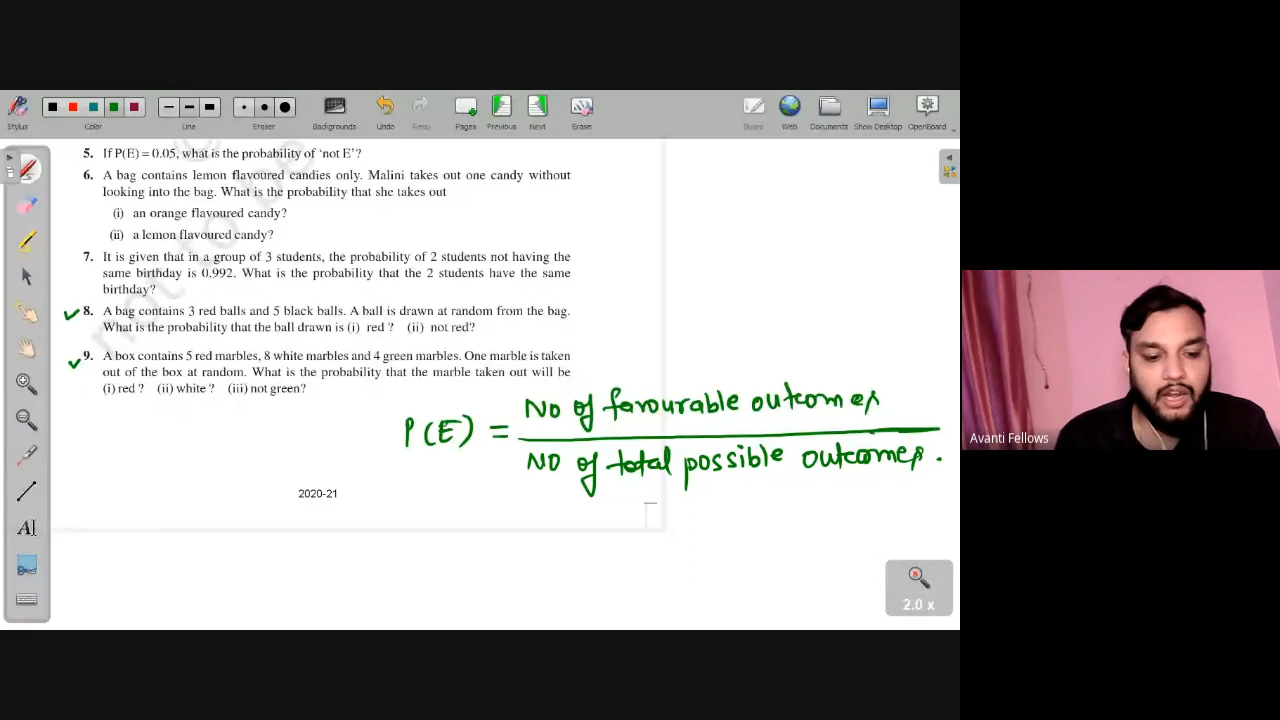 Stylus
Color
Line
Eraser
Backgrounds
Undo
Redo
Pages
Previous
Next
Erase
Board
Web
Documents
Show Desktop
OpenBoard
5. If P(E) = 0.05, what is the probability of ‘not E’?
6. A bag contains lemon flavoured candies only. Malini takes out one candy without
looking into the bag. What is the probability that she takes out
(i) an orange flavoured candy?
(ii) a lemon flavoured candy?
7. It is given that in a group of 3 students, the probability of 2 students not having the
same birthday is 0.992. What is the probability that the 2 students have the same
birthday?
8. A bag contains 3 red balls and 5 black balls. A ball is drawn at random from the bag.
What is the probability that the ball drawn is (i) red ? (ii) not red?
9. A box contains 5 red marbles, 8 white marbles and 4 green marbles. One marble is taken
out of the box at random. What is the probability that the marble taken out will be
(i) red ? (ii) white ? (iii) not green?
No of favourable outcomes
P(E) =
NO of total possible outcomes.
2020-21
Avanti Fellows
2.0 x